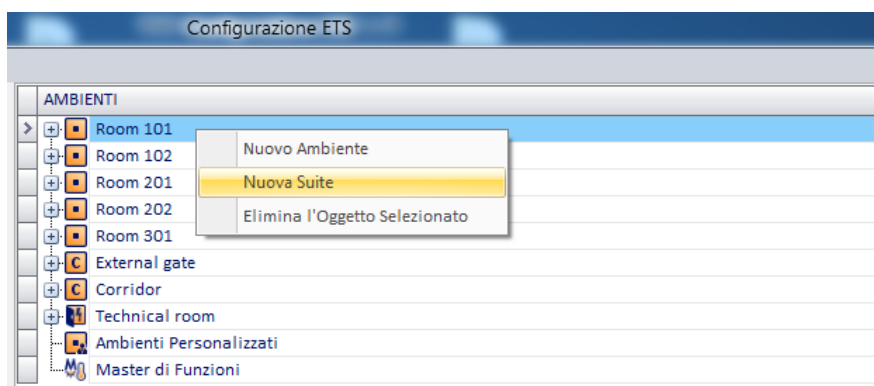 Configurazione ETS
AMBIENTI
Room 101
Room 102
Room 201
Room 202
Room 301
Nuovo Ambiente
Nuova Suite
Elimina l'Oggetto Selezionato
C External gate
C Corridor
Technical room
Ambienti Personalizzati
Master di Funzioni